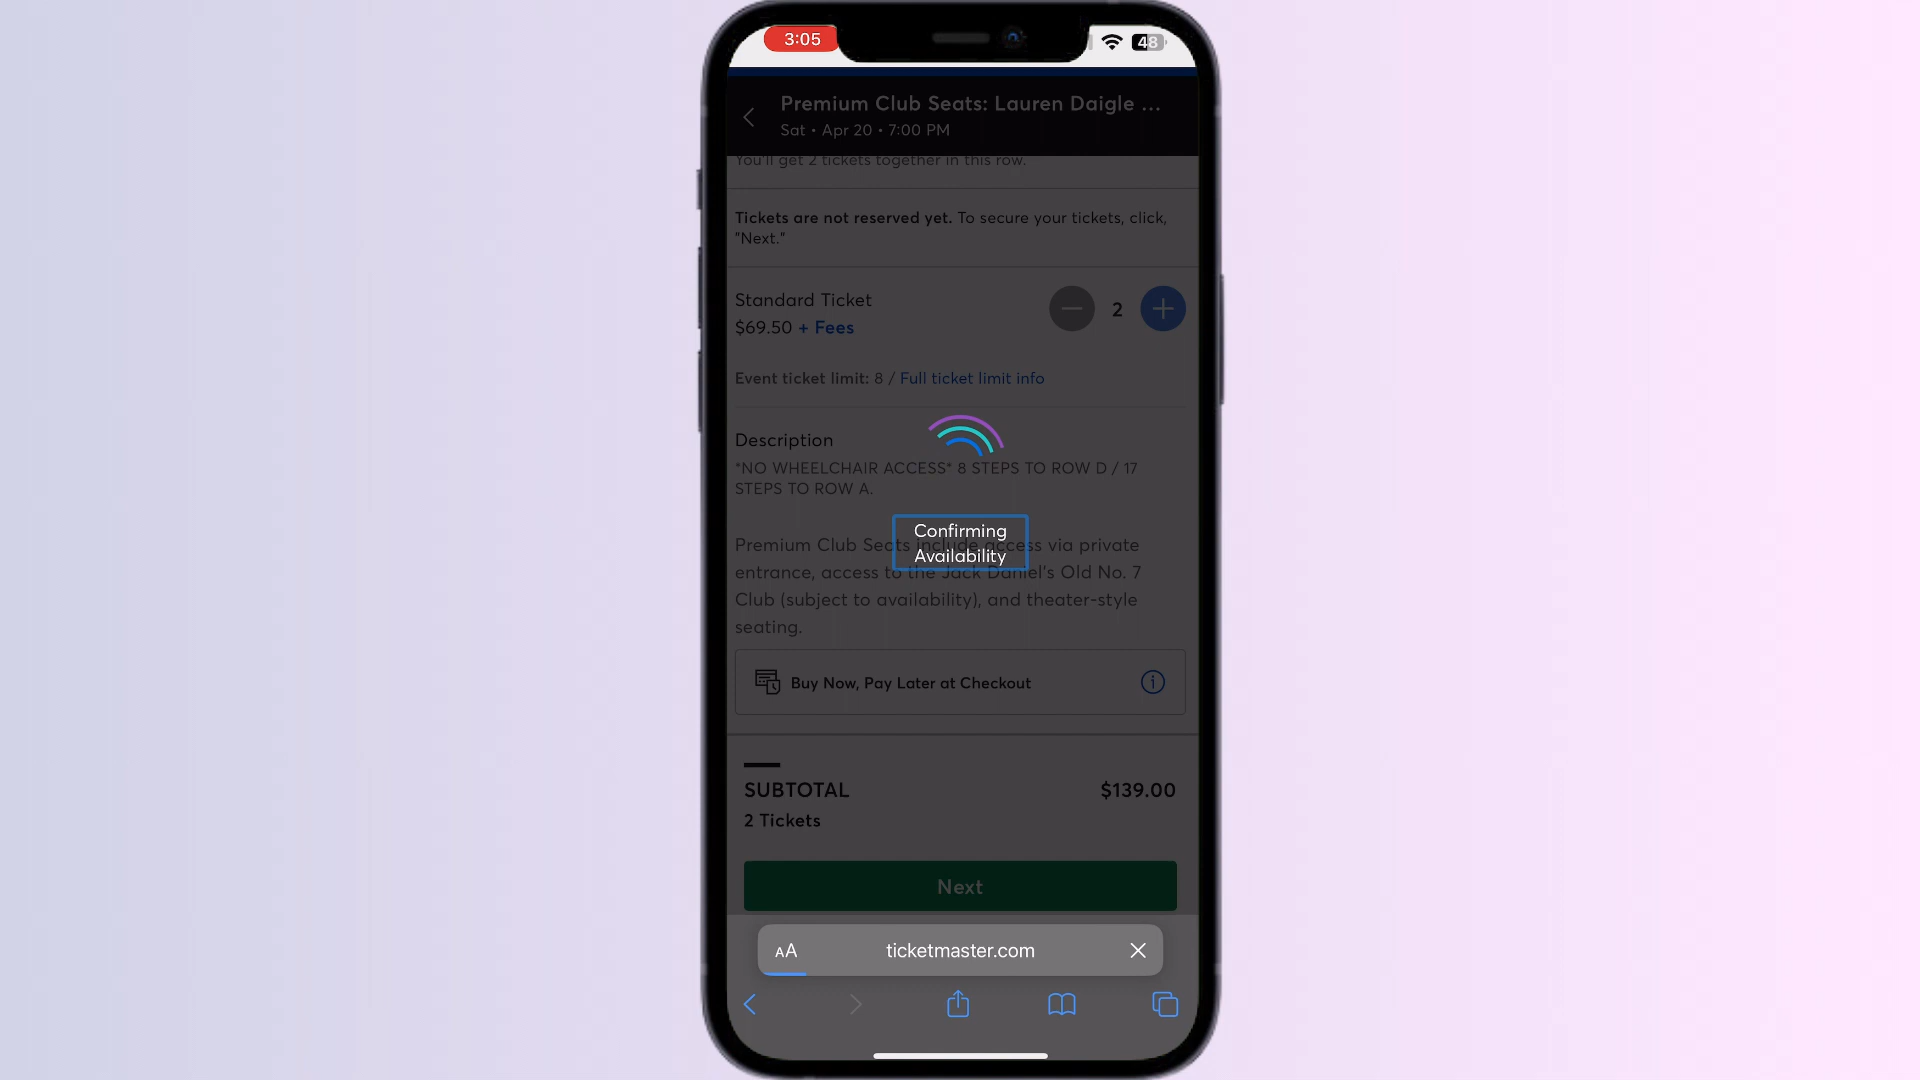 3:05
48
Premium Club Seats: Lauren Daigle ...
Sat • Apr 20 • 7:00 PM
You'll get 2 tickets together in this row.
Tickets are not reserved yet. To secure your tickets, click,
"Next."
Standard Ticket
2
$69.50 + Fees
Event ticket limit: 8 / Full ticket limit info
Description
*NO WHEELCHAIR ACCESS* 8 STEPS TO ROW D / 17
STEPS TO ROW A.
Confirming
Availability
Premium Club Seats include access via private
entrance, access to the Jack Daniel's Old No. 7
Club (subject to availability), and theater-style
seating.
Buy Now, Pay Later at Checkout
SUBTOTAL
$139.00
2 Tickets
Next
AA
ticketmaster.com